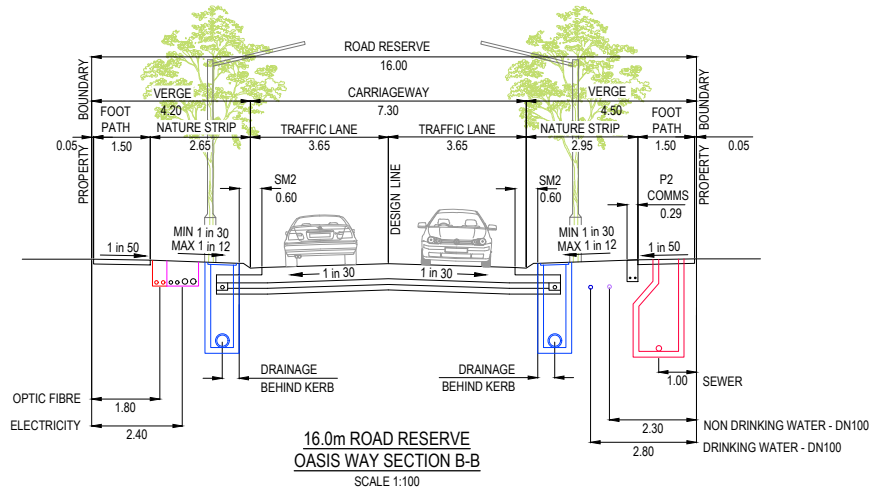 ROAD RESERVE
16.00
VERGE
4.20
CARRIAGEWAY
7.30
VERGE
4.50
PROPERTY BOUNDARY
FOOT
PATH
1.50
0.05
NATURE STRIP
2.65
TRAFFIC LANE
3.65
TRAFFIC LANE
3.65
NATURE STRIP
2.95
FOOT
PATH
1.50
0.05
PROPERTY BOUNDARY
SM2
0.60
DESIGN LINE
SM2
0.60
P2
COMMS
0.29
1 in 50
MIN 1 in 30
MAX 1 in 12
1 in 30
1 in 30
MIN 1 in 30
MAX 1 in 12
1 in 50
DRAINAGE
BEHIND KERB
DRAINAGE
BEHIND KERB
1.00
SEWER
OPTIC FIBRE
1.80
ELECTRICITY
2.40
2.30
NON DRINKING WATER - DN100
2.80
DRINKING WATER - DN100
16.0m ROAD RESERVE
OASIS WAY SECTION B-B
SCALE 1:100